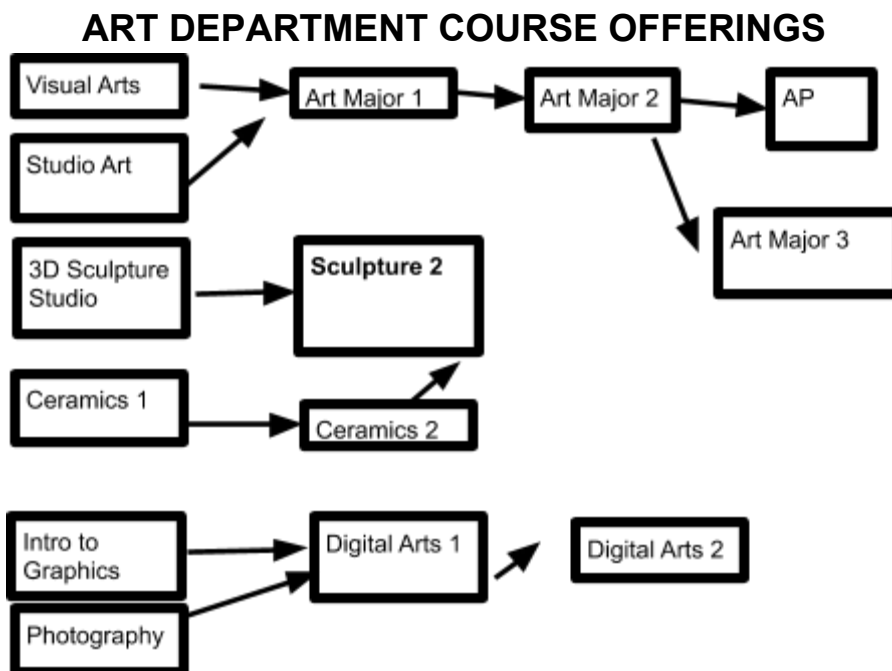 ART DEPARTMENT COURSE OFFERINGS
Visual Arts
Art Major 1
Art Major 2
AP
Studio Art
Art Major 3
3D Sculpture
Studio
Sculpture 2
Ceramics 1
Ceramics 2
Intro to
Graphics
Digital Arts 1
Digital Arts 2
Photography